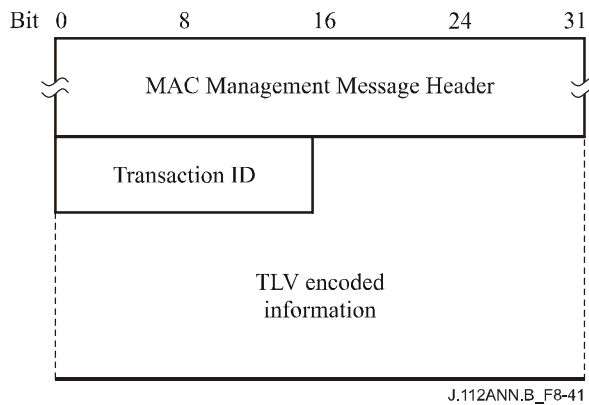 Bit 0 8 16 24 31
MAC Management Message Header
Transaction ID
TLV encoded
information
J.112ANN.B_F8-41